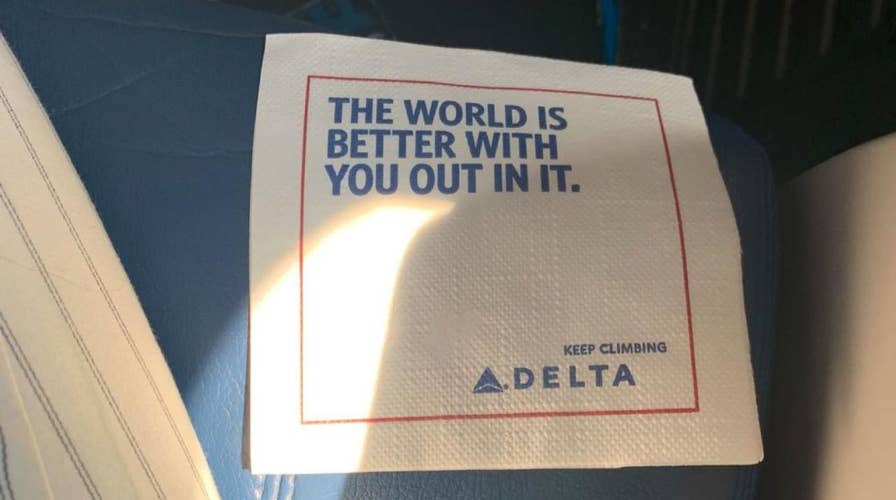 THE WORLD IS
BETTER WITH
YOU OUT IN IT.
KEEP CLIMBING
DELTA